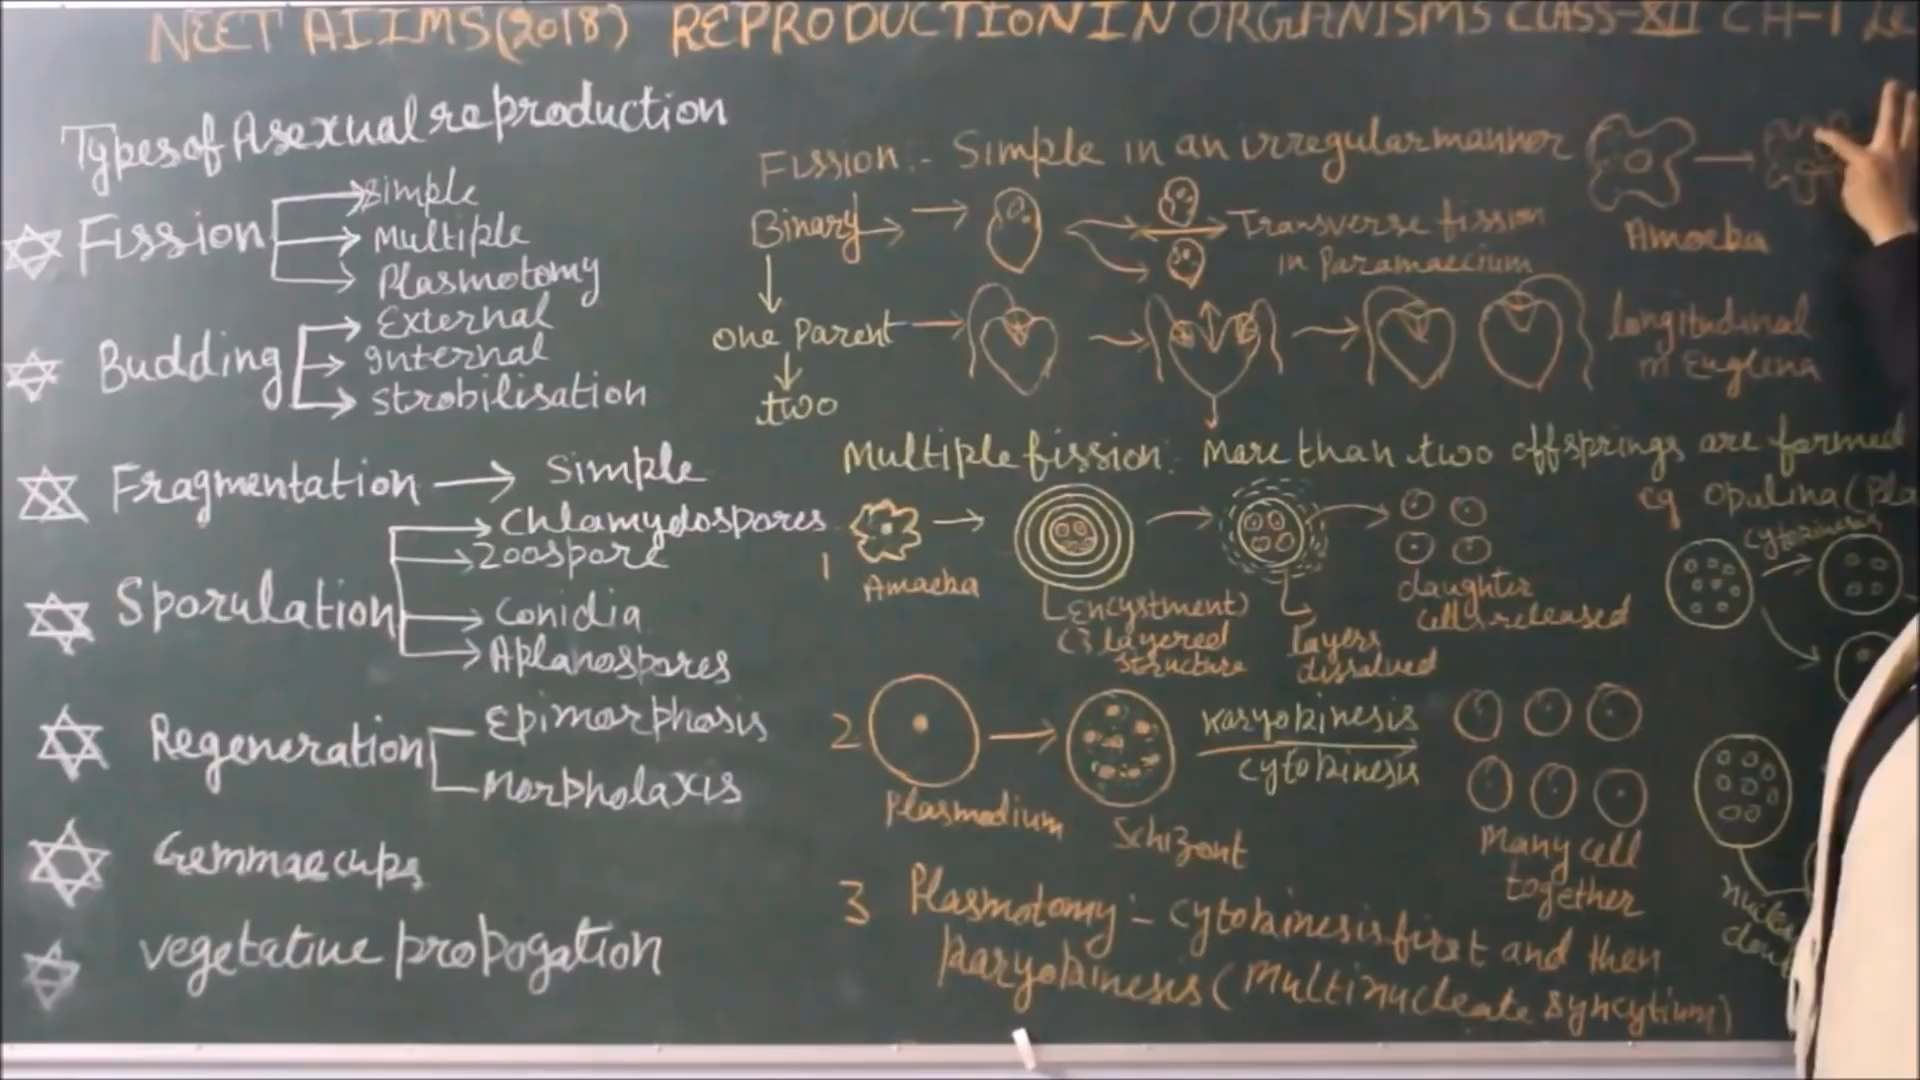 NEET AIIMS(2018) REPRODUCTION IN ORGANISMS CLASS-XII CH-1 Le
Types of Asexual reproduction
Fission
Simple
Multiple
Plasmotomy
Budding
External
Internal
Strobilisation
Fragmentation → Simple
Sporulation
Chlamydospores
Zoospore
Conidia
Aplanospores
Regeneration
Epimorphosis
Morpholaxis
Gemmae cups
vegetative propogation
Fission :- Simple in an irregular manner
Amoeba
Binary
Transverse fission
in Paramaecium
One Parent
two
longitudinal
in Euglena
Multiple fission : More than two offsprings are formed
eg Opalina (Pla
cytokinesis
1
Amoeba
(Encystment)
(3 layered
structure
layers
dissolved
daughter
cells released
2
Plasmodium
Schizont
Karyokinesis
cytokinesis
Many cell
together
3 Plasmotomy :- cytokinesis first and then
karyokinesis (Multinucleate syncytium)